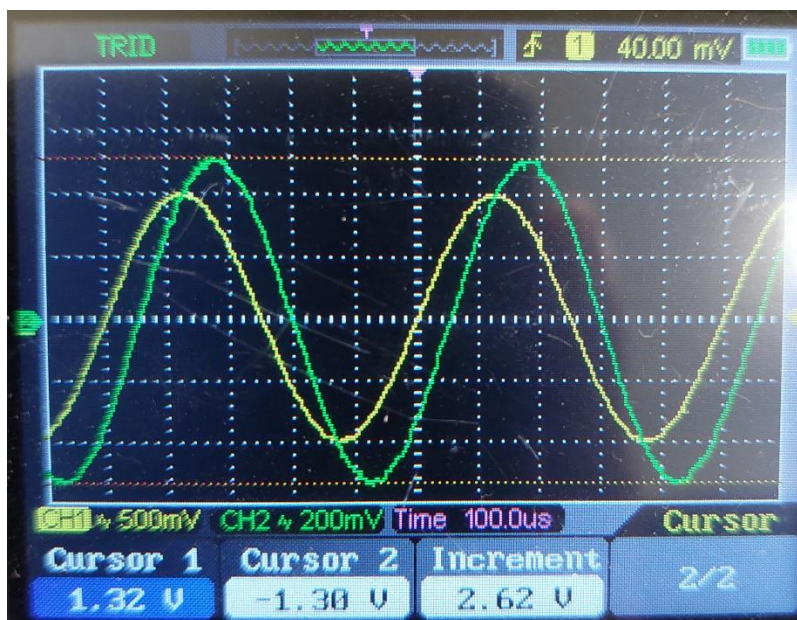 TRID T 1 40.00 mV
CH1 500mV CH2 200mV Time 100.0us Cursor
Cursor 1 Cursor 2 Increment 2/2
1.32 V -1.30 V 2.62 V